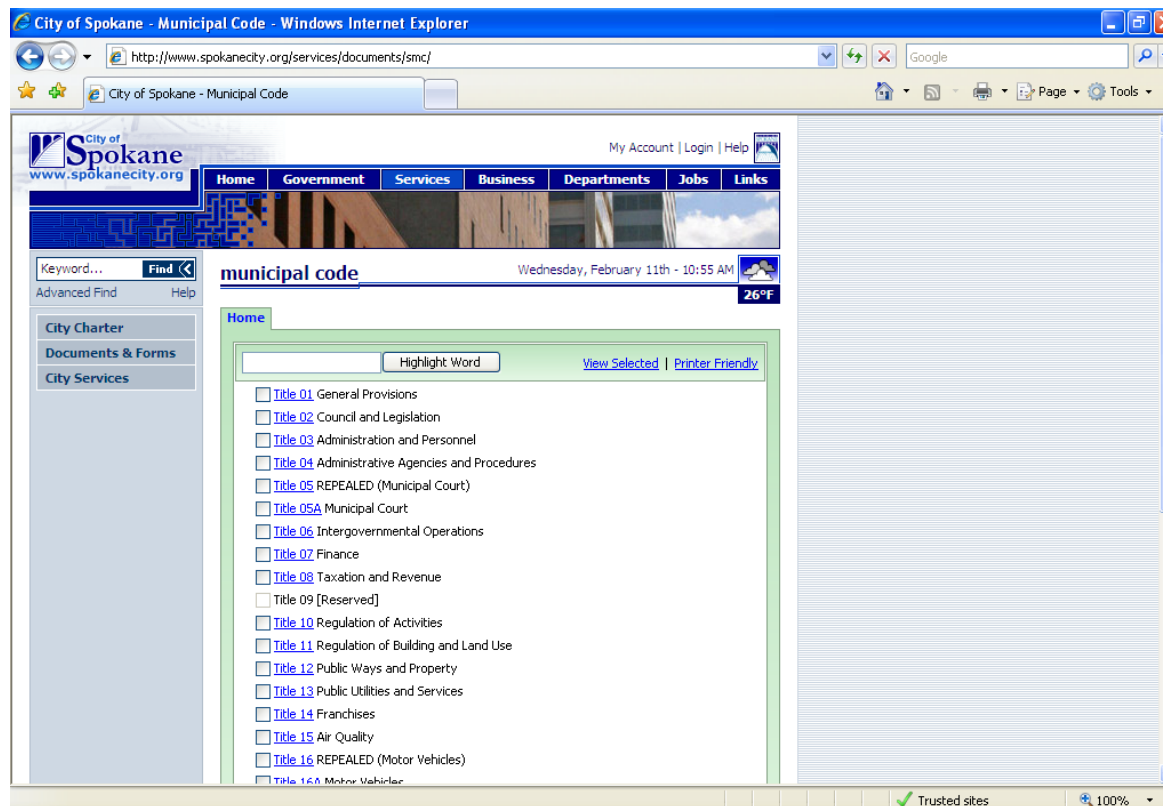 City of Spokane - Municipal Code - Windows Internet Explorer
http://www.spokanecity.org/services/documents/smc/
Google
City of Spokane - Municipal Code
Page
Tools
City of
Spokane
www.spokanecity.org
My Account | Login | Help
Home Government Services Business Departments Jobs Links
Keyword... Find
Advanced Find Help
municipal code
Wednesday, February 11th - 10:55 AM
26°F
City Charter
Documents & Forms
City Services
Home
Highlight Word
View Selected | Printer Friendly
Title 01 General Provisions
Title 02 Council and Legislation
Title 03 Administration and Personnel
Title 04 Administrative Agencies and Procedures
Title 05 REPEALED (Municipal Court)
Title 05A Municipal Court
Title 06 Intergovernmental Operations
Title 07 Finance
Title 08 Taxation and Revenue
Title 09 [Reserved]
Title 10 Regulation of Activities
Title 11 Regulation of Building and Land Use
Title 12 Public Ways and Property
Title 13 Public Utilities and Services
Title 14 Franchises
Title 15 Air Quality
Title 16 REPEALED (Motor Vehicles)
Title 16A Motor Vehicles
Trusted sites
100%